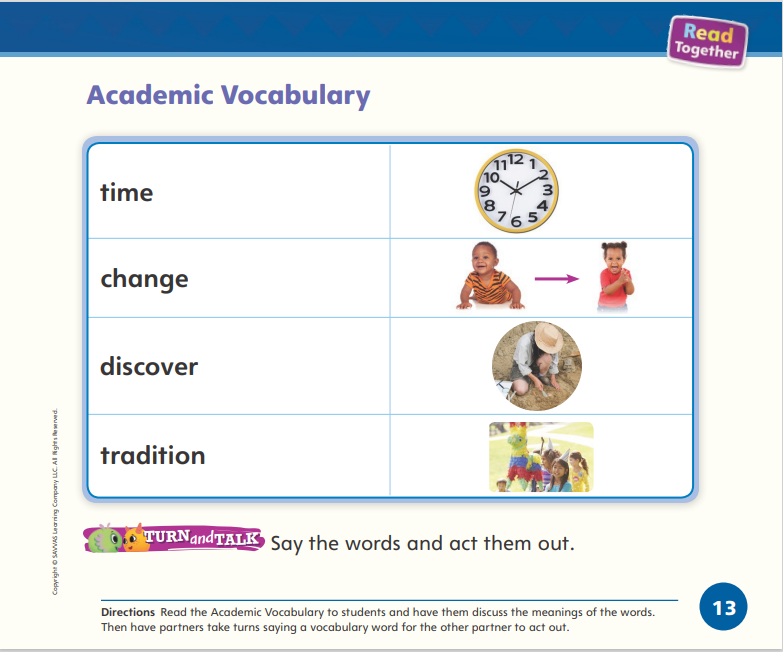 Read
Together
Academic Vocabulary
time
11 12 1
10 2
9 3
8 4
7 6 5
change
discover
tradition
TURN and TALK Say the words and act them out.
Directions Read the Academic Vocabulary to students and have them discuss the meanings of the words.
Then have partners take turns saying a vocabulary word for the other partner to act out.
13
Copyright © SAVVAS Learning Company LLC. All Rights Reserved.